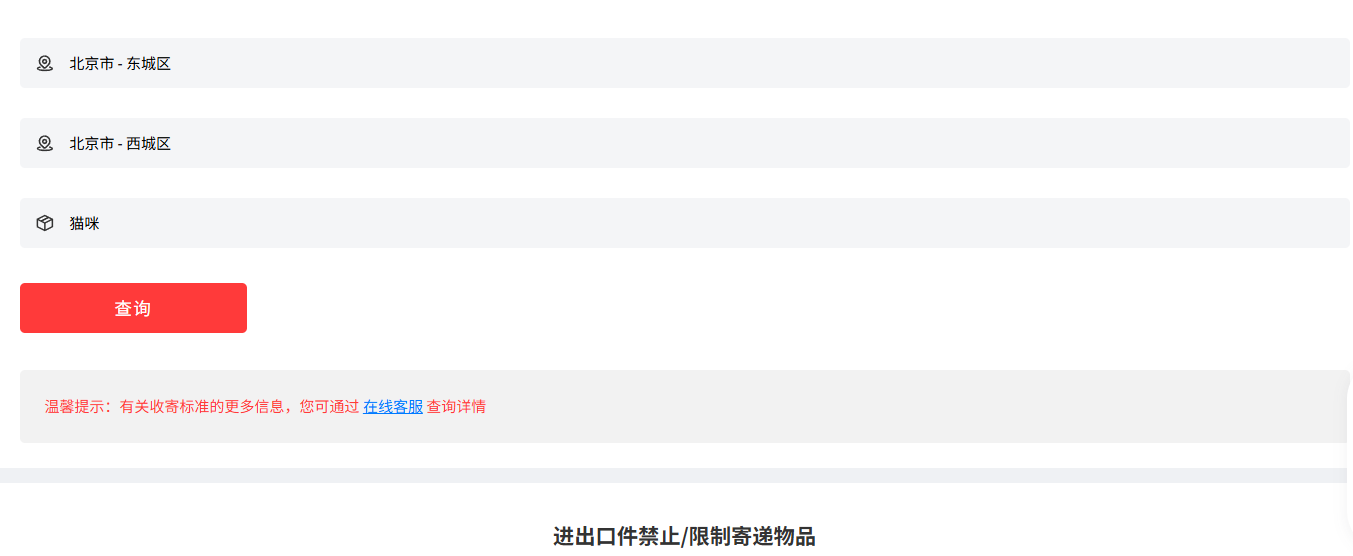 北京市 - 东城区
北京市 - 西城区
猫咪
查询
温馨提示：有关收寄标准的更多信息，您可通过 在线客服 查询详情
进出口件禁止/限制寄递物品